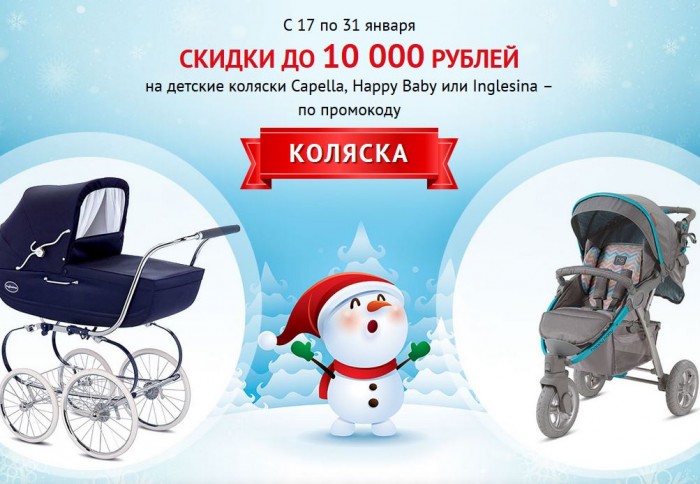 С 17 по 31 января
СКИДКИ ДО 10 000 РУБЛЕЙ
на детские коляски Capella, Happy Baby или Inglesina –
по промокоду
КОЛЯСКА